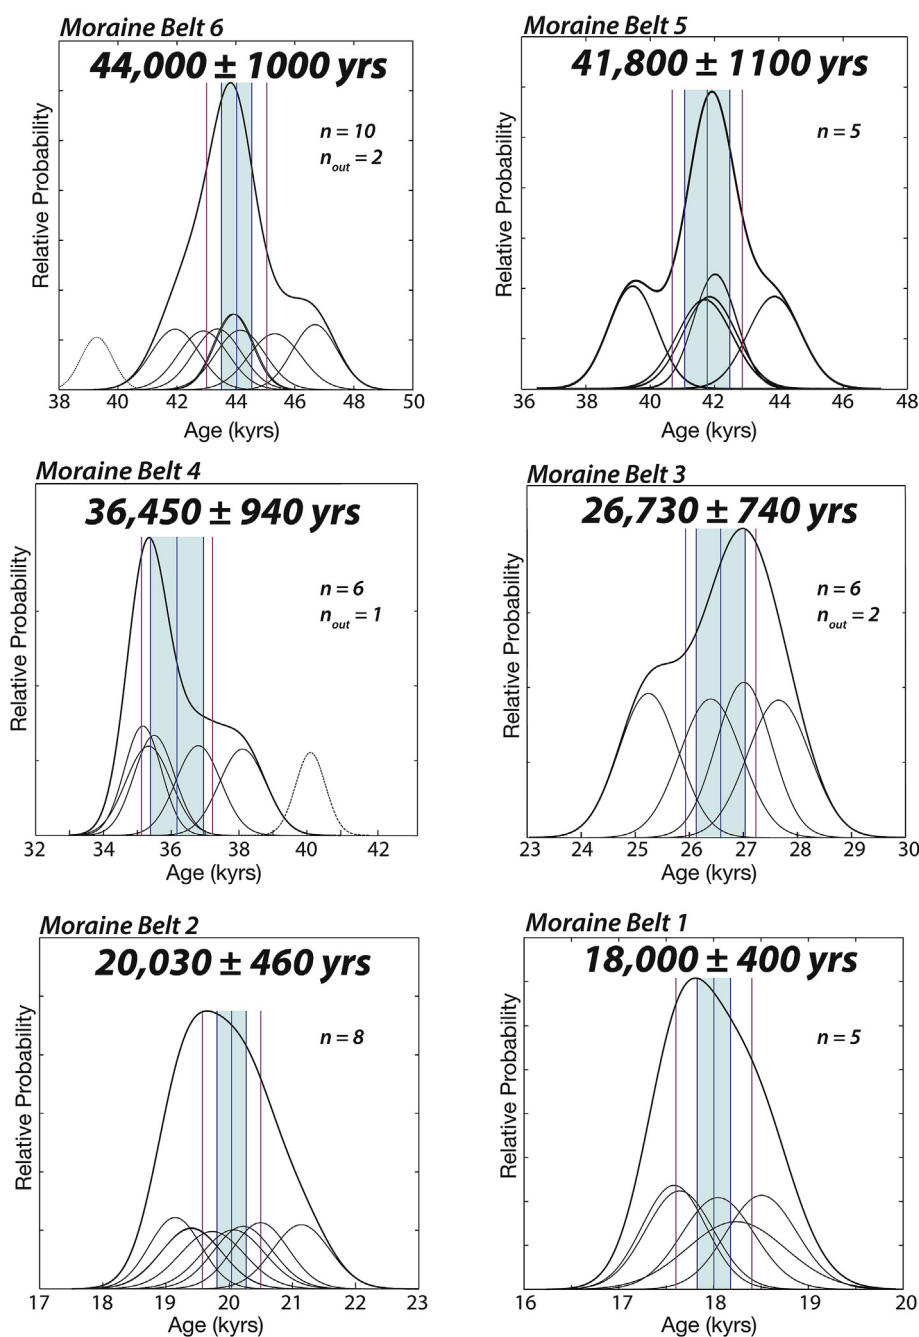 Moraine Belt 6
44,000 ± 1000 yrs
n = 10
nout = 2
Relative Probability
38 40 42 44 46 48 50
Age (kyrs)
Moraine Belt 5
41,800 ± 1100 yrs
n = 5
Relative Probability
36 38 40 42 44 46 48
Age (kyrs)
Moraine Belt 4
36,450 ± 940 yrs
n = 6
nout = 1
Relative Probability
32 34 36 38 40 42
Age (kyrs)
Moraine Belt 3
26,730 ± 740 yrs
n = 6
nout = 2
Relative Probability
23 24 25 26 27 28 29 30
Age (kyrs)
Moraine Belt 2
20,030 ± 460 yrs
n = 8
Relative Probability
17 18 19 20 21 22 23
Age (kyrs)
Moraine Belt 1
18,000 ± 400 yrs
n = 5
Relative Probability
16 17 18 19 20
Age (kyrs)